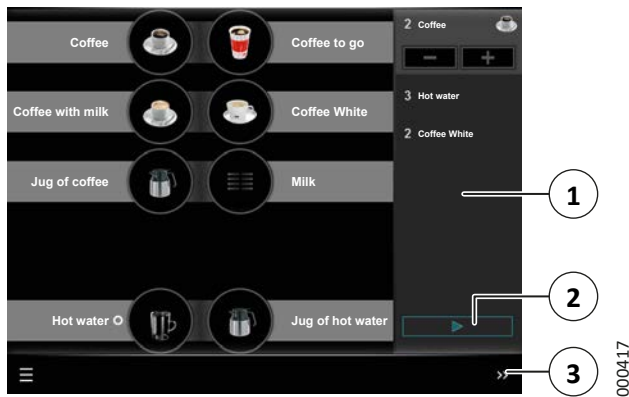 Coffee
Coffee to go
Coffee with milk
Coffee White
Jug of coffee
Milk
Hot water
Jug of hot water
2 Coffee
− +
3 Hot water
2 Coffee White
1
2
»
3
000417